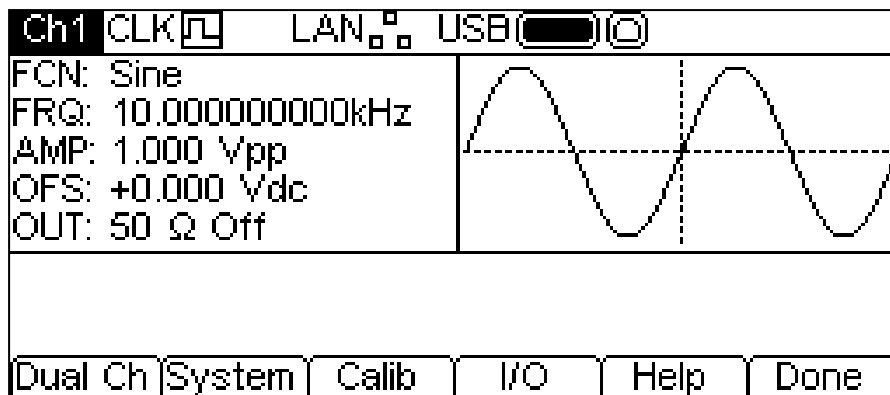 Ch1 CLK LAN USB
FCN: Sine
FRQ: 10.000000000kHz
AMP: 1.000 Vpp
OFS: +0.000 Vdc
OUT: 50 Ω Off
Dual Ch System Calib I/O Help Done